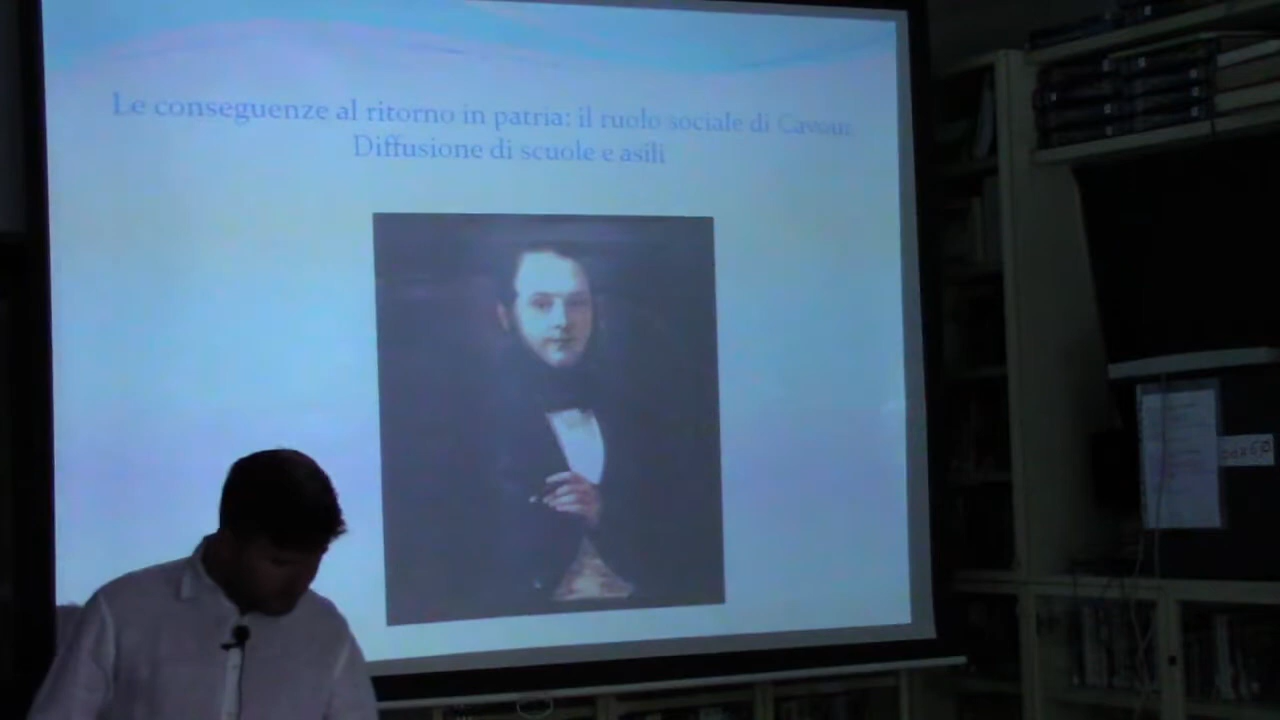 Le conseguenze al ritorno in patria: il ruolo sociale di Cavour
Diffusione di scuole e asili